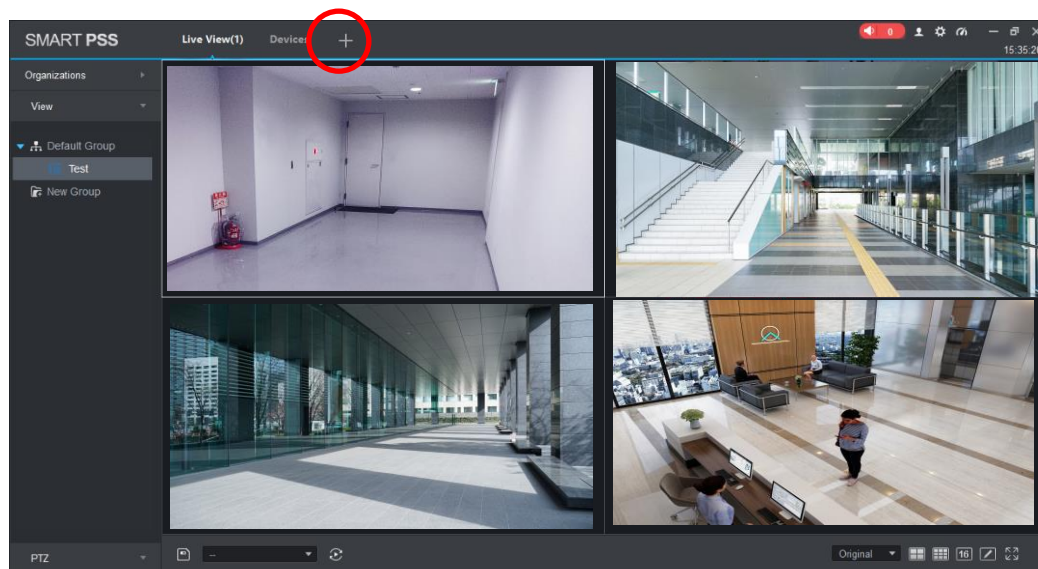 SMART PSS
Live View(1)
Devices
0
15:35:20
Organizations
View
Default Group
Test
New Group
PTZ
--
Original
16